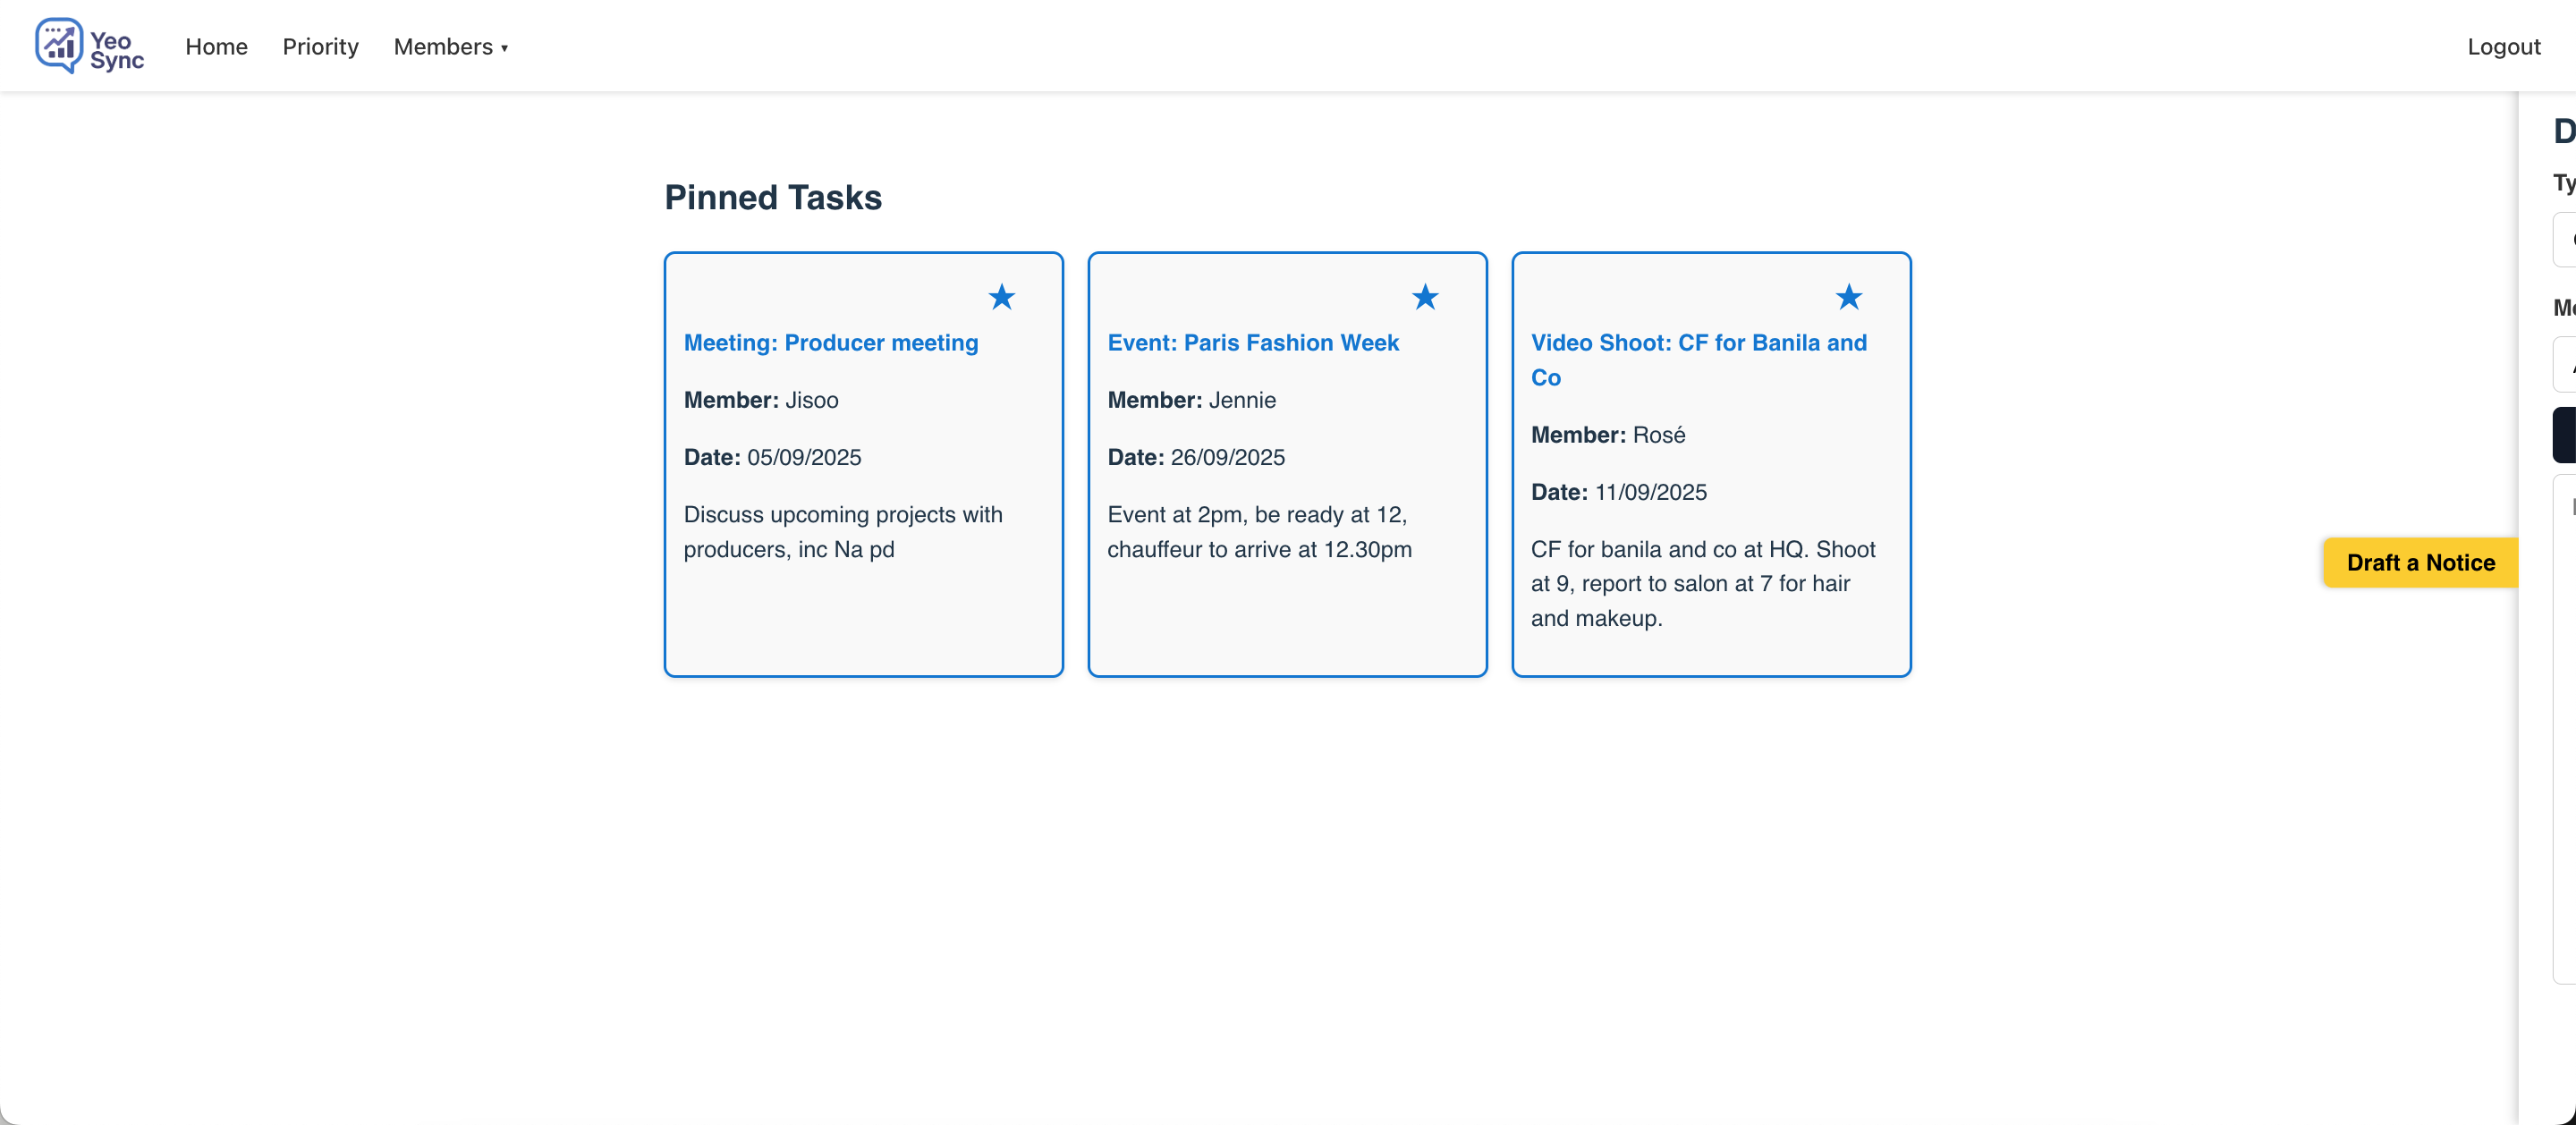 Yeo
Sync
Home
Priority
Members ▾
Logout
Pinned Tasks
★
Meeting: Producer meeting
Member: Jisoo
Date: 05/09/2025
Discuss upcoming projects with
producers, inc Na pd
★
Event: Paris Fashion Week
Member: Jennie
Date: 26/09/2025
Event at 2pm, be ready at 12,
chauffeur to arrive at 12.30pm
★
Video Shoot: CF for Banila and
Co
Member: Rosé
Date: 11/09/2025
CF for banila and co at HQ. Shoot
at 9, report to salon at 7 for hair
and makeup.
Draft a Notice
D
Ty